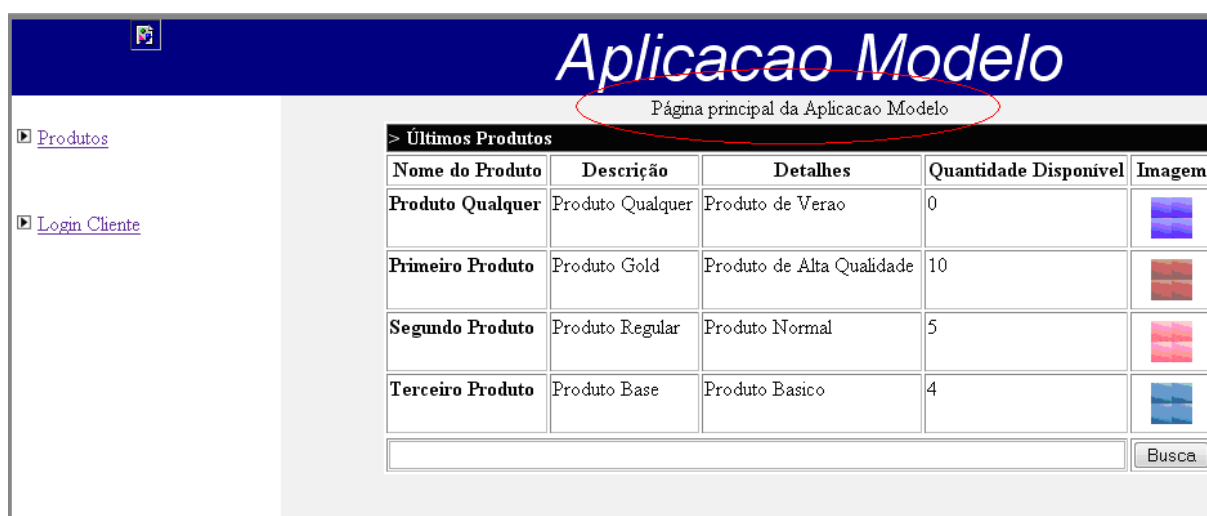 Aplicacao Modelo
Página principal da Aplicacao Modelo
Produtos
Login Cliente
> Últimos Produtos
Nome do Produto Descrição Detalhes Quantidade Disponível Imagem
Produto Qualquer Produto Qualquer Produto de Verao 0
Primeiro Produto Produto Gold Produto de Alta Qualidade 10
Segundo Produto Produto Regular Produto Normal 5
Terceiro Produto Produto Base Produto Basico 4
Busca